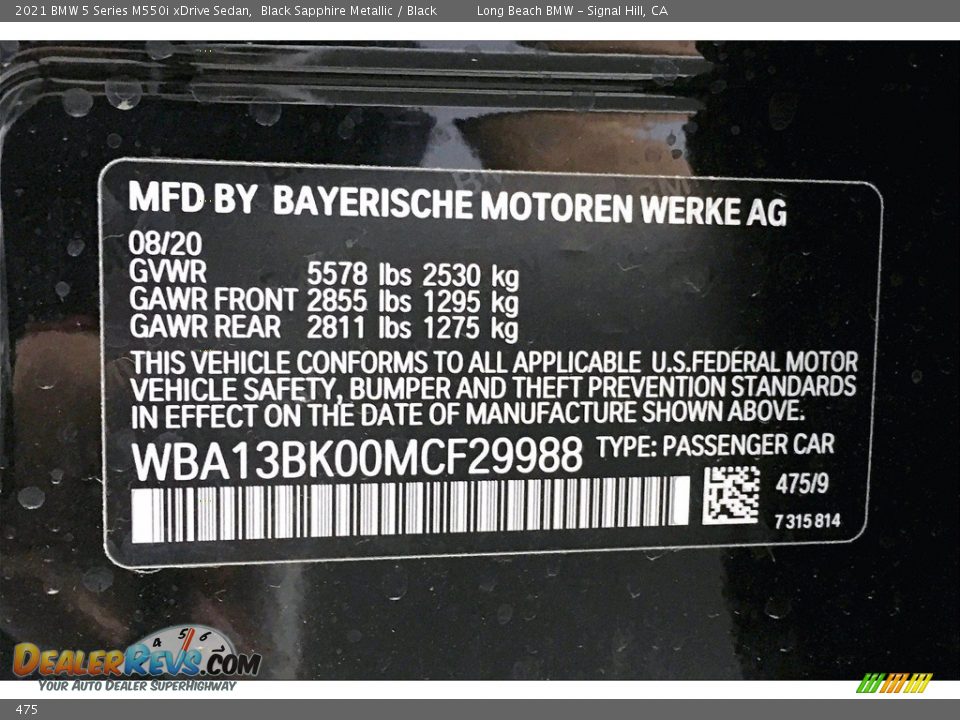 2021 BMW 5 Series M550i xDrive Sedan, Black Sapphire Metallic / Black Long Beach BMW - Signal Hill, CA
MFD BY BAYERISCHE MOTOREN WERKE AG
08/20
GVWR 5578 lbs 2530 kg
GAWR FRONT 2855 lbs 1295 kg
GAWR REAR 2811 lbs 1275 kg
THIS VEHICLE CONFORMS TO ALL APPLICABLE U.S.FEDERAL MOTOR
VEHICLE SAFETY, BUMPER AND THEFT PREVENTION STANDARDS
IN EFFECT ON THE DATE OF MANUFACTURE SHOWN ABOVE.
WBA13BK00MCF29988 TYPE: PASSENGER CAR
475/9
7 315 814
4 5 6 7
DEALERREVS.COM
YOUR AUTO DEALER SUPERHIGHWAY
475